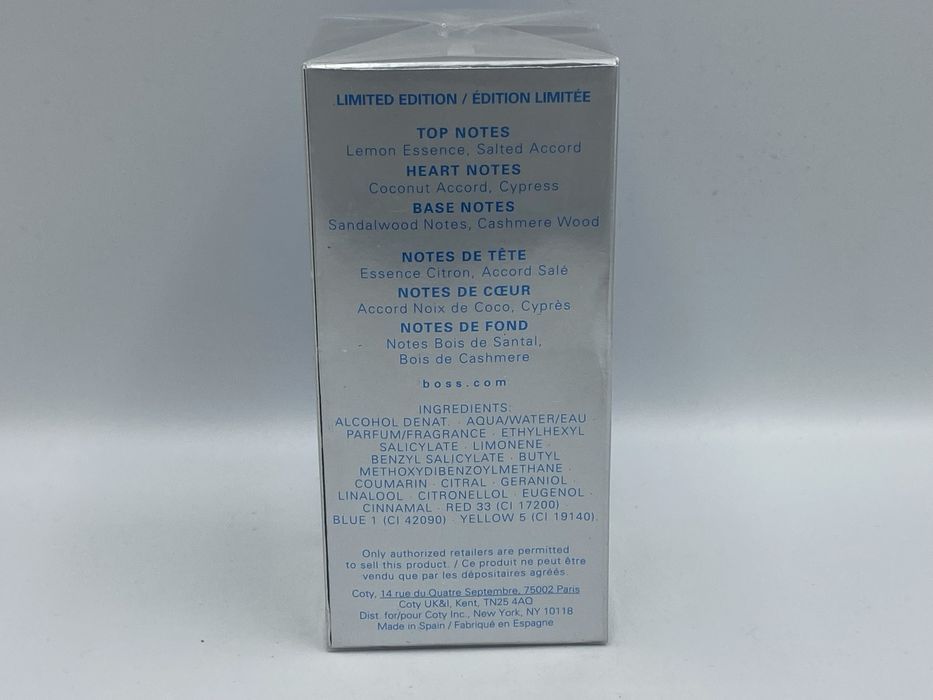 LIMITED EDITION / ÉDITION LIMITÉE
TOP NOTES
Lemon Essence, Salted Accord
HEART NOTES
Coconut Accord, Cypress
BASE NOTES
Sandalwood Notes, Cashmere Wood
NOTES DE TÊTE
Essence Citron, Accord Salé
NOTES DE CŒUR
Accord Noix de Coco, Cyprès
NOTES DE FOND
Notes Bois de Santal,
Bois de Cashmere
boss.com
INGREDIENTS:
ALCOHOL DENAT. · AQUA/WATER/EAU ·
PARFUM/FRAGRANCE · ETHYLHEXYL
SALICYLATE · LIMONENE ·
BENZYL SALICYLATE · BUTYL
METHOXYDIBENZOYLMETHANE ·
COUMARIN · CITRAL · GERANIOL ·
LINALOOL · CITRONELLOL · EUGENOL ·
CINNAMAL · RED 33 (CI 17200) ·
BLUE 1 (CI 42090) · YELLOW 5 (CI 19140).
Only authorized retailers are permitted
to sell this product. / Ce produit ne peut être
vendu que par les dépositaires agréés.
Coty, 14 rue du Quatre Septembre, 75002 Paris
Coty UK&I, Kent, TN25 4AQ
Dist. for/pour Coty Inc., New York, NY 10118
Made in Spain / Fabriqué en Espagne